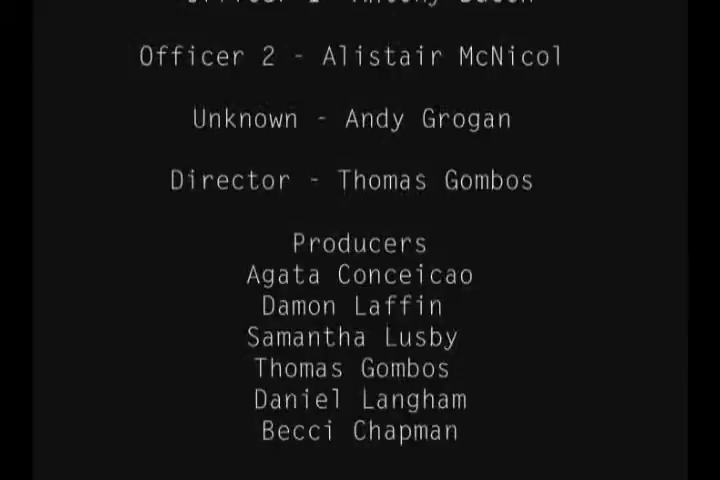 Officer 2 - Alistair McNicol
Unknown - Andy Grogan
Director - Thomas Gombos
Producers
Agata Conceicao
Damon Laffin
Samantha Lusby
Thomas Gombos
Daniel Langham
Becci Chapman